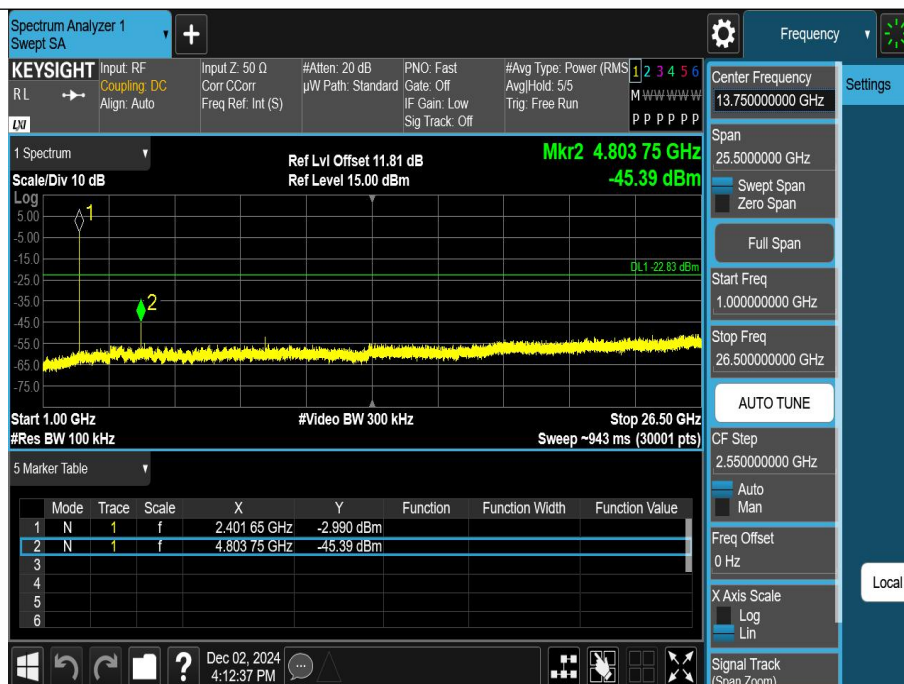 Spectrum Analyzer 1
Swept SA
+
Frequency
KEYSIGHT
RL
LXI
Input: RF
Coupling: DC
Align: Auto
Input Z: 50 Ω
Corr CCorr
Freq Ref: Int (S)
#Atten: 20 dB
µW Path: Standard
PNO: Fast
Gate: Off
IF Gain: Low
Sig Track: Off
#Avg Type: Power (RMS
Avg|Hold: 5/5
Trig: Free Run
1 2 3 4 5 6
M W W W W W
P P P P P P
1 Spectrum
Scale/Div 10 dB
Ref Lvl Offset 11.81 dB
Ref Level 15.00 dBm
Mkr2 4.803 75 GHz
-45.39 dBm
Log
5.00
-5.00
-15.0
-25.0
-35.0
-45.0
-55.0
-65.0
-75.0
1
2
DL1 -22.83 dBm
Start 1.00 GHz
#Video BW 300 kHz
Stop 26.50 GHz
#Res BW 100 kHz
Sweep ~943 ms (30001 pts)
5 Marker Table
Mode Trace Scale X Y Function Function Width Function Value
1 N 1 f 2.401 65 GHz -2.990 dBm
2 N 1 f 4.803 75 GHz -45.39 dBm
3
4
5
6
?
Dec 02, 2024
4:12:37 PM
Center Frequency
13.750000000 GHz
Settings
Span
25.5000000 GHz
Swept Span
Zero Span
Full Span
Start Freq
1.000000000 GHz
Stop Freq
26.500000000 GHz
AUTO TUNE
CF Step
2.550000000 GHz
Auto
Man
Freq Offset
0 Hz
Local
X Axis Scale
Log
Lin
Signal Track
(Span Zoom)